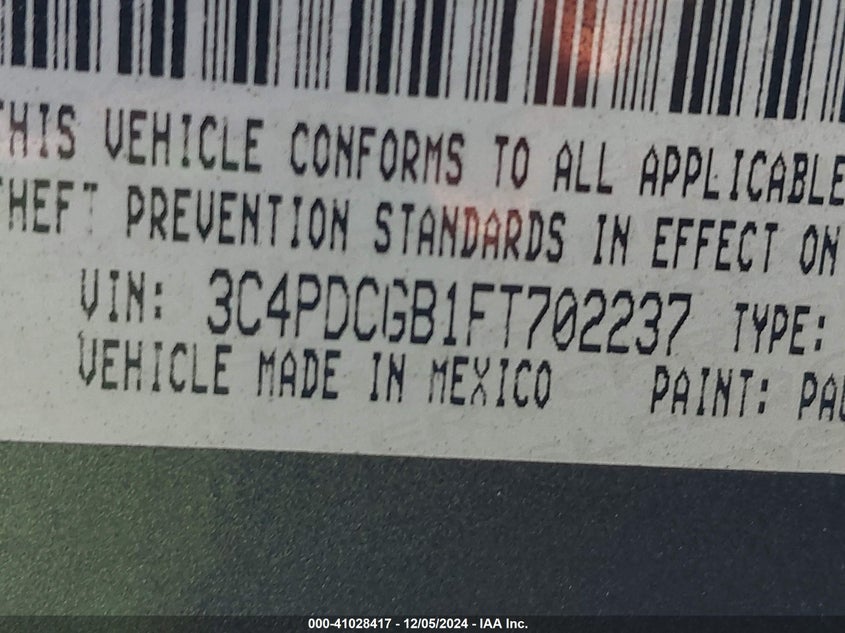 THIS VEHICLE CONFORMS TO ALL APPLICABLE
THEFT PREVENTION STANDARDS IN EFFECT ON
VIN: 3C4PDCGB1FT702237 TYPE:
VEHICLE MADE IN MEXICO PAINT: PAU
000-41028417 - 12/05/2024 - IAA Inc.